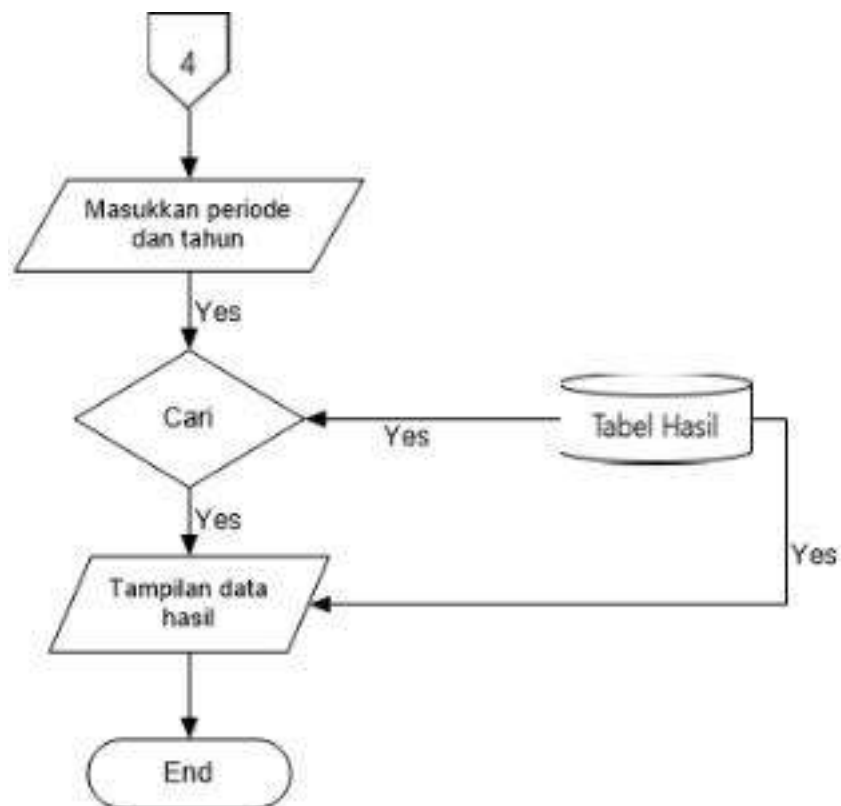 4
Masukkan periode
dan tahun
Yes
Cari
Yes
Tabel Hasil
Yes
Yes
Tampilan data
hasil
End